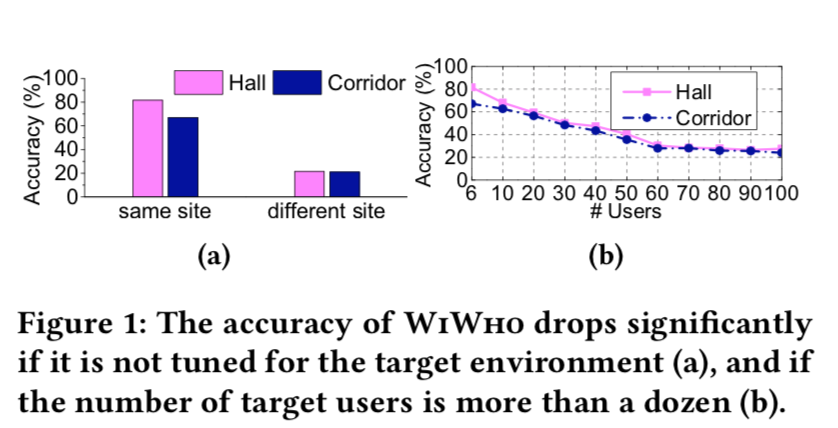 Accuracy (%)
100
80
60
40
20
0
Hall
Corridor
same site
different site
(a)
Accuracy (%)
100
80
60
40
20
0
Hall
Corridor
6 10 20 30 40 50 60 70 80 90 100
# Users
(b)
Figure 1: The accuracy of WiWho drops significantly
if it is not tuned for the target environment (a), and if
the number of target users is more than a dozen (b).